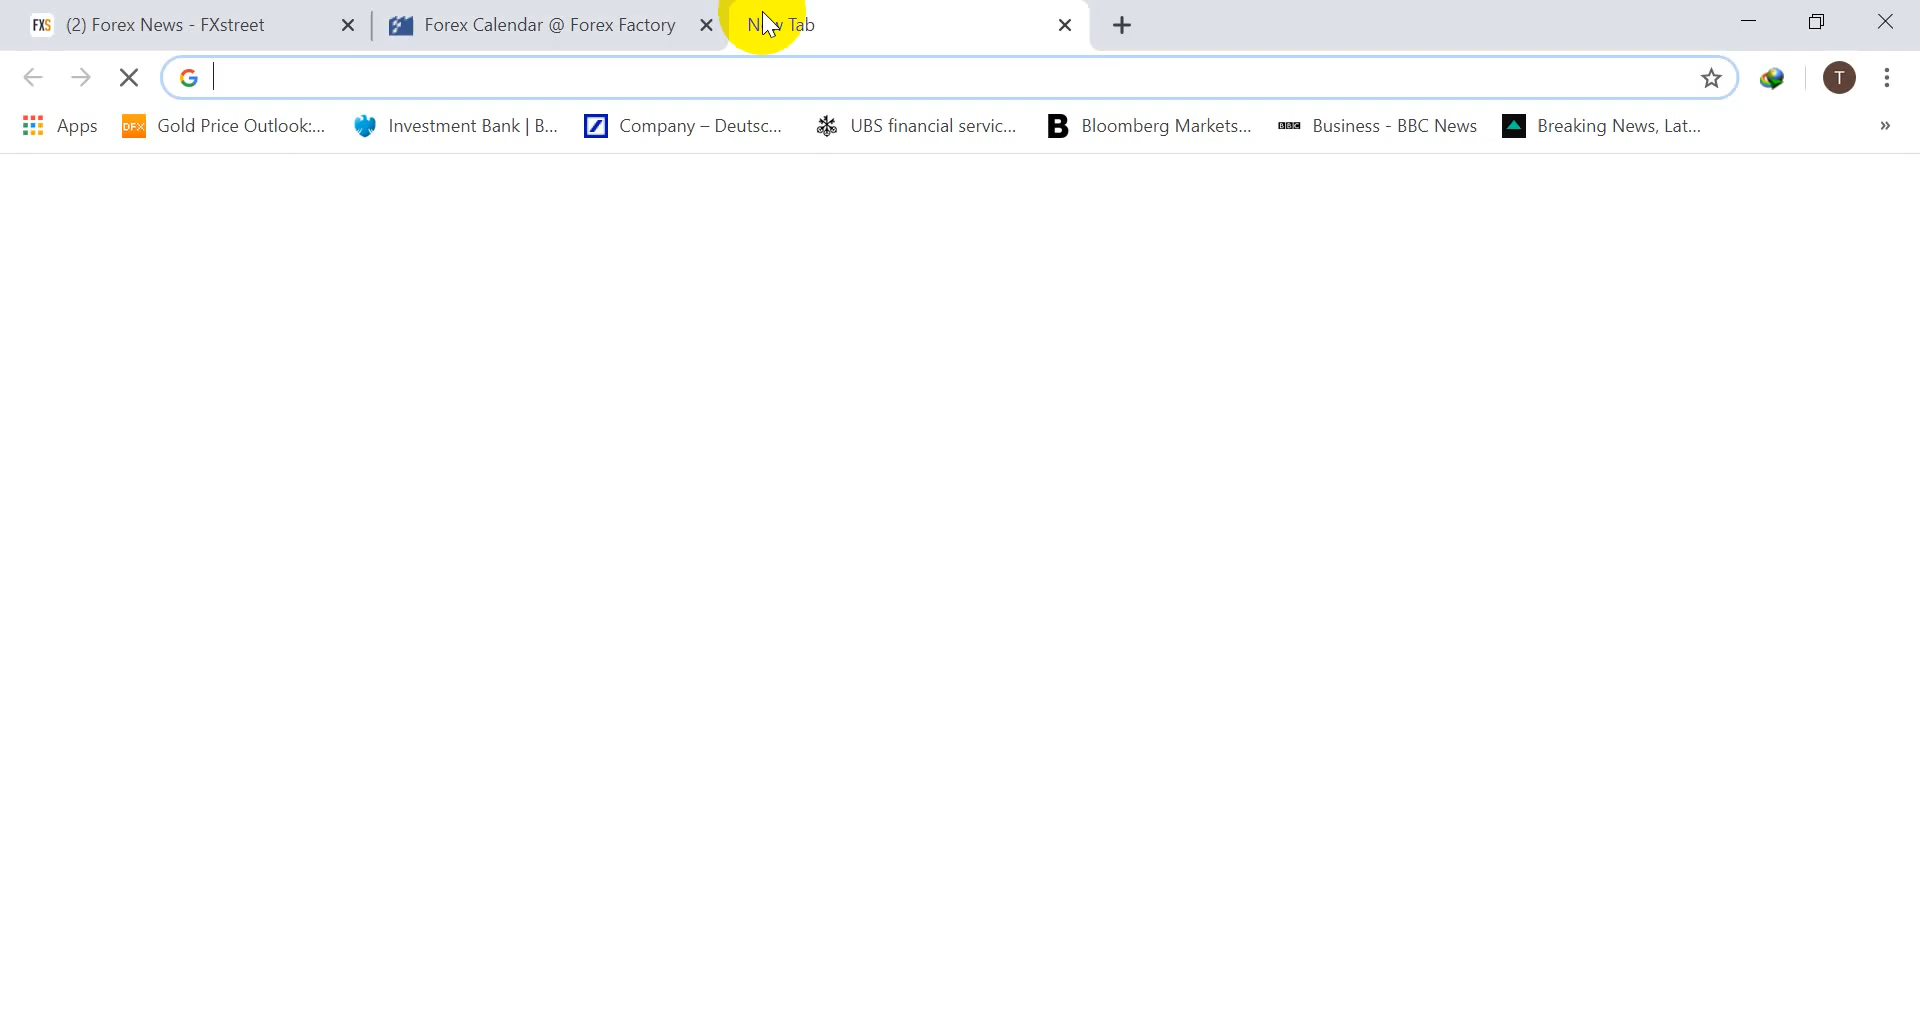 FXS (2) Forex News - FXstreet Forex Calendar @ Forex Factory New Tab
G T
Apps DFX Gold Price Outlook:... Investment Bank | B... Company – Deutsc... UBS financial servic... B Bloomberg Markets... BBC Business - BBC News Breaking News, Lat... »